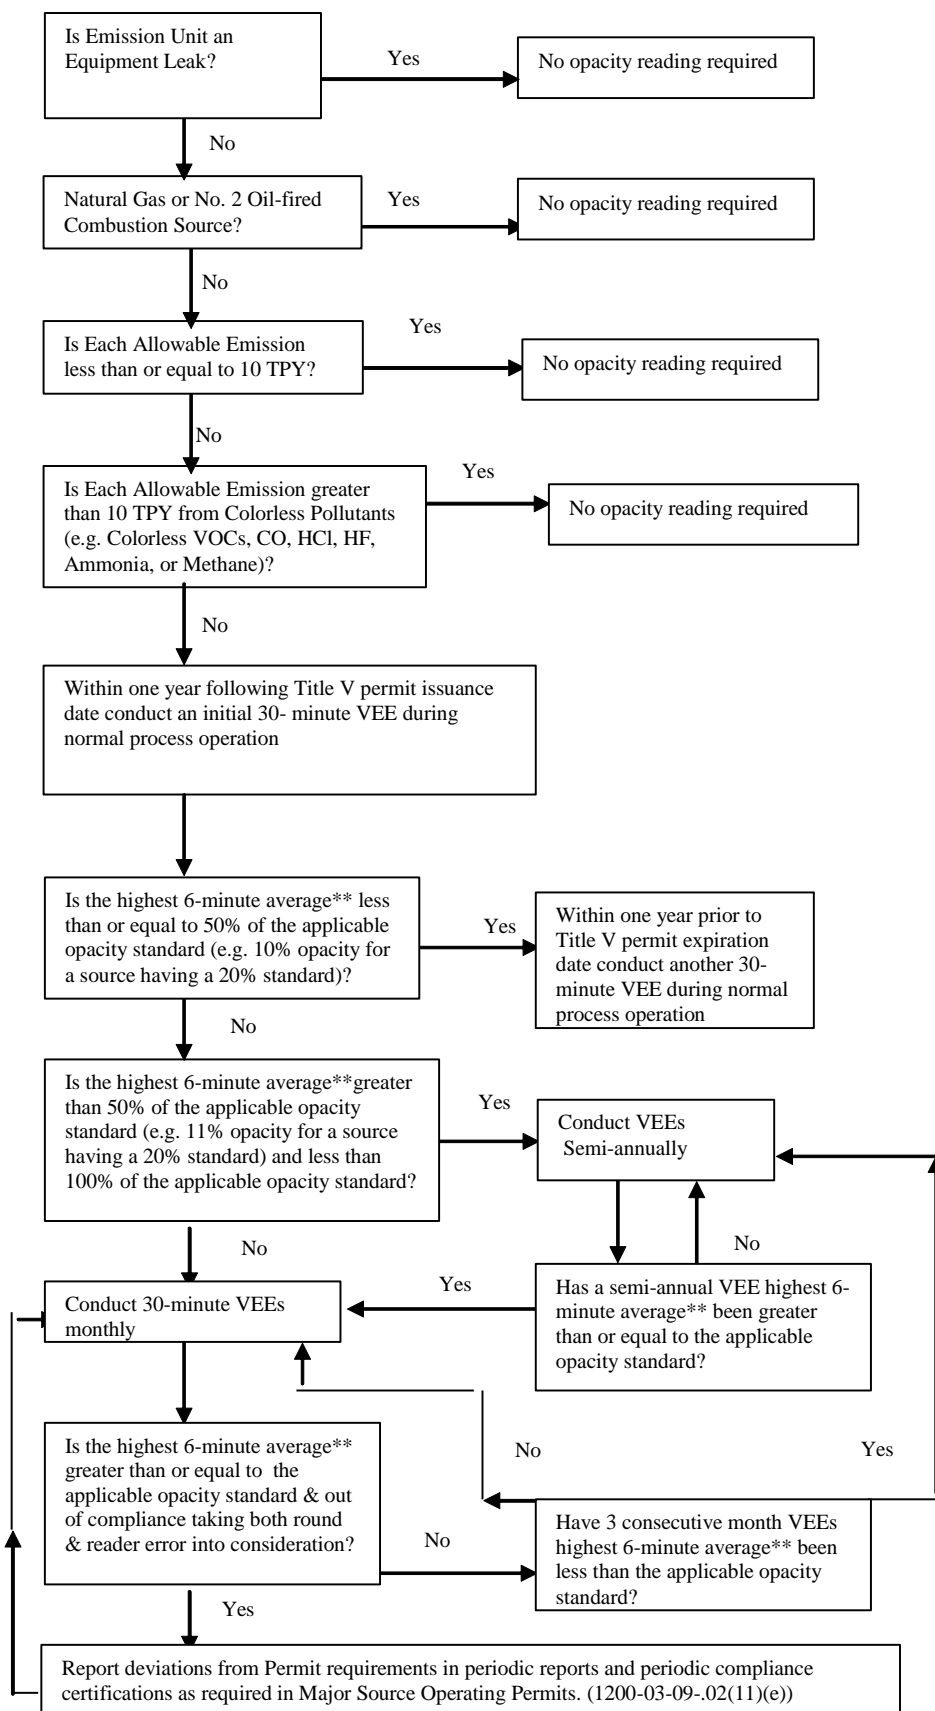 Is Emission Unit an
Equipment Leak?
Yes
No opacity reading required
No
Natural Gas or No. 2 Oil-fired
Combustion Source?
Yes
No opacity reading required
No
Is Each Allowable Emission
less than or equal to 10 TPY?
Yes
No opacity reading required
No
Is Each Allowable Emission greater
than 10 TPY from Colorless Pollutants
(e.g. Colorless VOCs, CO, HCl, HF,
Ammonia, or Methane)?
Yes
No opacity reading required
No
Within one year following Title V permit issuance
date conduct an initial 30- minute VEE during
normal process operation
Is the highest 6-minute average** less
than or equal to 50% of the applicable
opacity standard (e.g. 10% opacity for
a source having a 20% standard)?
Yes
Within one year prior to
Title V permit expiration
date conduct another 30-
minute VEE during normal
process operation
No
Is the highest 6-minute average**greater
than 50% of the applicable opacity
standard (e.g. 11% opacity for a source
having a 20% standard) and less than
100% of the applicable opacity standard?
Yes
Conduct VEEs
Semi-annually
No
No
Has a semi-annual VEE highest 6-
minute average** been greater
than or equal to the applicable
opacity standard?
Yes
Conduct 30-minute VEEs
monthly
Is the highest 6-minute average**
greater than or equal to  the
applicable opacity standard & out
of compliance taking both round
& reader error into consideration?
No
No
Yes
Have 3 consecutive month VEEs
highest 6-minute average** been
less than the applicable opacity
standard?
Yes
Report deviations from Permit requirements in periodic reports and periodic compliance
certifications as required in Major Source Operating Permits. (1200-03-09-.02(11)(e))